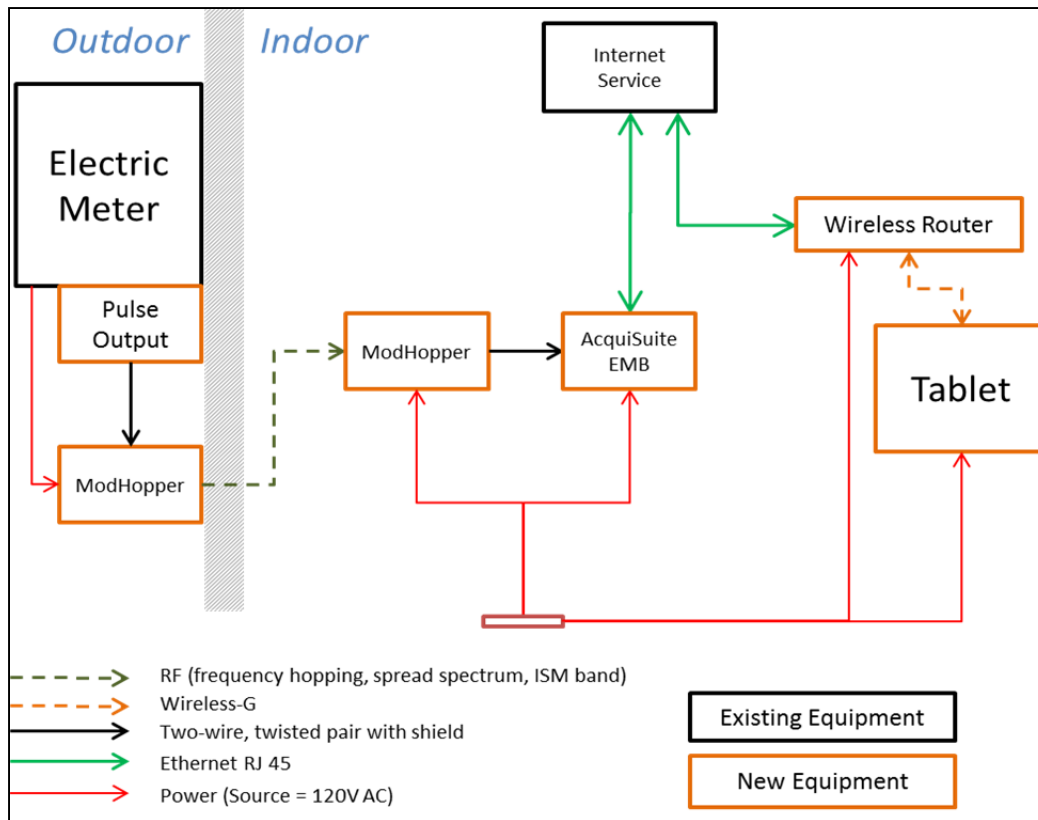 Outdoor
Indoor
Internet
Service
Electric
Meter
Wireless Router
Pulse
Output
ModHopper
AcquiSuite
EMB
Tablet
ModHopper
RF (frequency hopping, spread spectrum, ISM band)
Wireless-G
Two-wire, twisted pair with shield
Ethernet RJ 45
Power (Source = 120V AC)
Existing Equipment
New Equipment